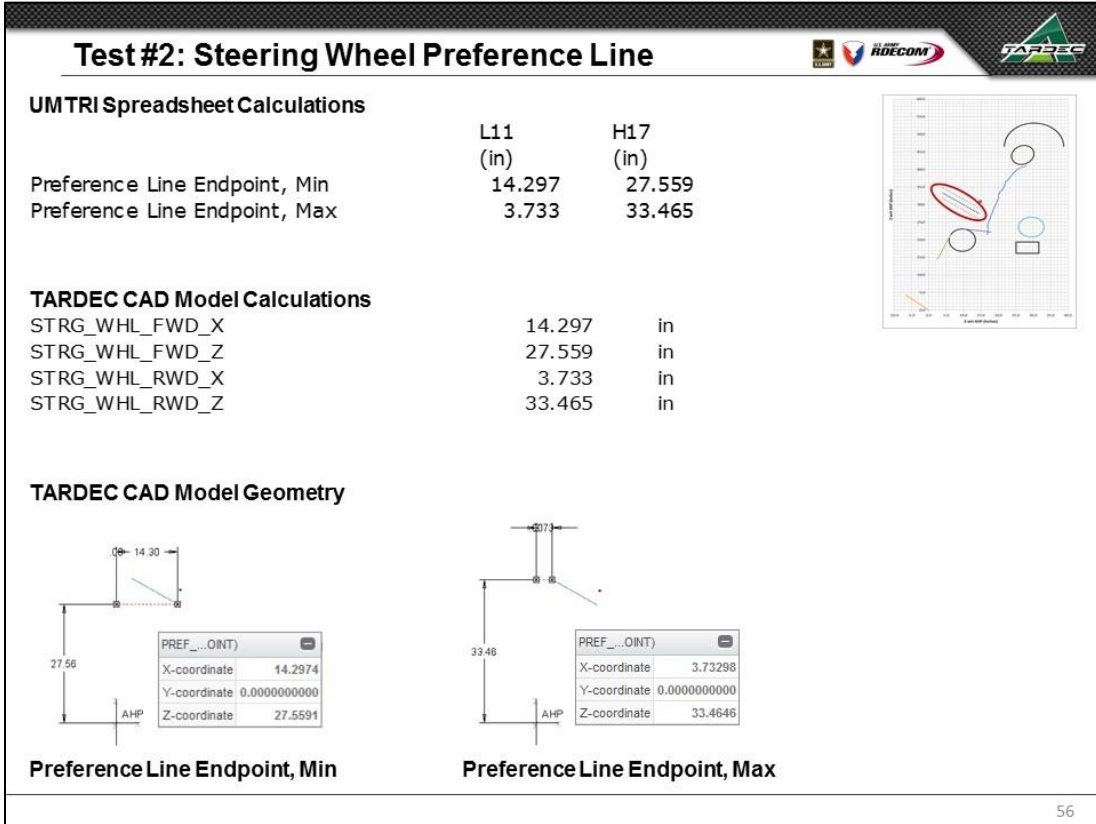 Test #2: Steering Wheel Preference Line
U.S. ARMY
U.S. ARMY
RDECOM
TARDEC
UMTRI Spreadsheet Calculations
L11 H17
(in) (in)
Preference Line Endpoint, Min 14.297 27.559
Preference Line Endpoint, Max 3.733 33.465
TARDEC CAD Model Calculations
STRG_WHL_FWD_X 14.297 in
STRG_WHL_FWD_Z 27.559 in
STRG_WHL_RWD_X 3.733 in
STRG_WHL_RWD_Z 33.465 in
TARDEC CAD Model Geometry
14.30
27.56
AHP
PREF_...OINT)
X-coordinate 14.2974
Y-coordinate 0.0000000000
Z-coordinate 27.5591
33.46
AHP
PREF_...OINT)
X-coordinate 3.73298
Y-coordinate 0.0000000000
Z-coordinate 33.4646
Preference Line Endpoint, Min Preference Line Endpoint, Max
56